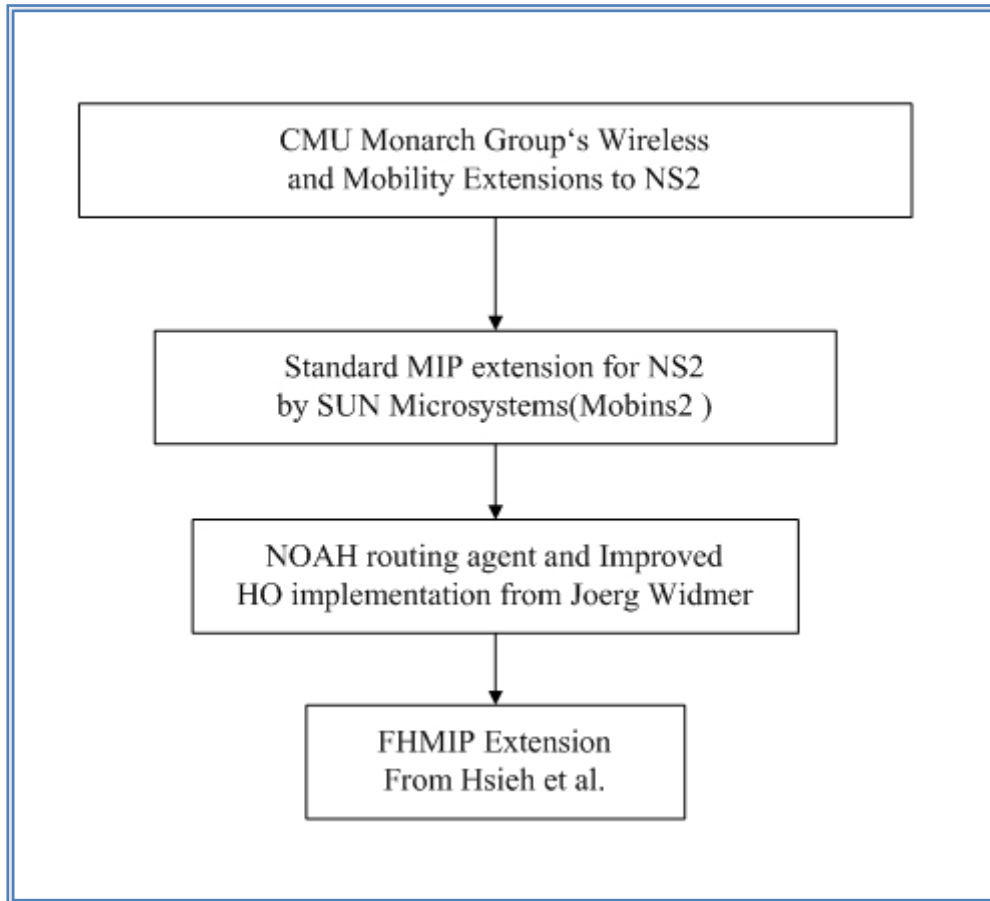 CMU Monarch Group‘s Wireless
and Mobility Extensions to NS2
Standard MIP extension for NS2
by SUN Microsystems(Mobins2 )
NOAH routing agent and Improved
HO implementation from Joerg Widmer
FHMIP Extension
From Hsieh et al.